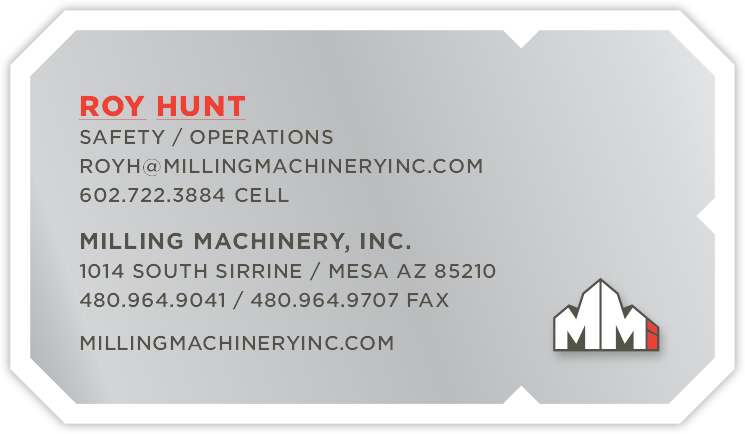 ROY HUNT
SAFETY / OPERATIONS
ROYH@MILLINGMACHINERYINC.COM
602.722.3884 CELL
MILLING MACHINERY, INC.
1014 SOUTH SIRRINE / MESA AZ 85210
480.964.9041 / 480.964.9707 FAX
MILLINGMACHINERYINC.COM
MM